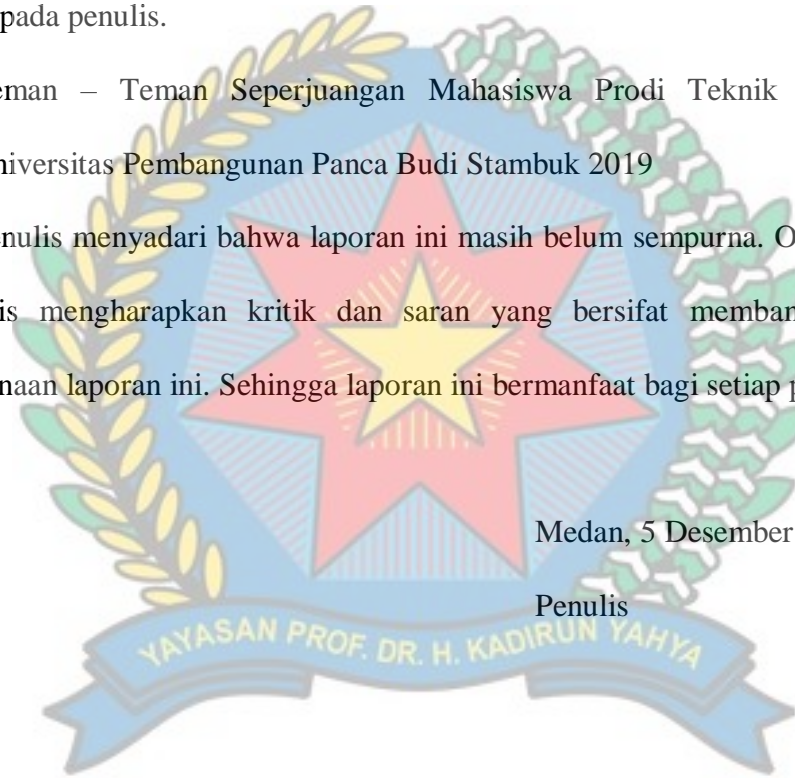 pada penulis.
eman – Teman Seperjuangan Mahasiswa Prodi Teknik
niversitas Pembangunan Panca Budi Stambuk 2019
nulis menyadari bahwa laporan ini masih belum sempurna. O
is mengharapkan kritik dan saran yang bersifat memban
naan laporan ini. Sehingga laporan ini bermanfaat bagi setiap p
Medan, 5 Desember
Penulis
YAYASAN PROF. DR. H. KADIRUN YAHYA